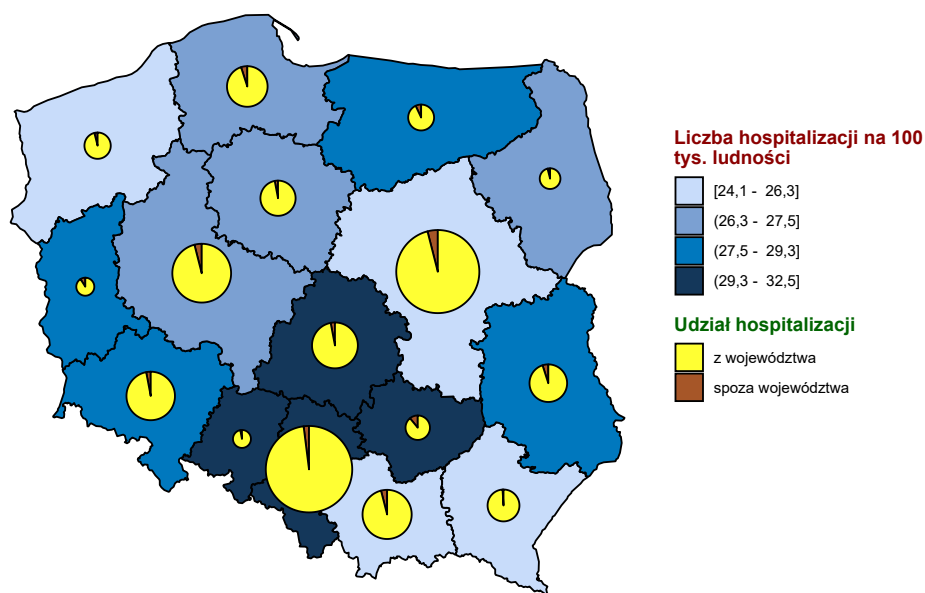 Liczba hospitalizacji na 100
tys. ludności
[24,1 - 26,3]
(26,3 - 27,5]
(27,5 - 29,3]
(29,3 - 32,5]
Udział hospitalizacji
z województwa
spoza województwa